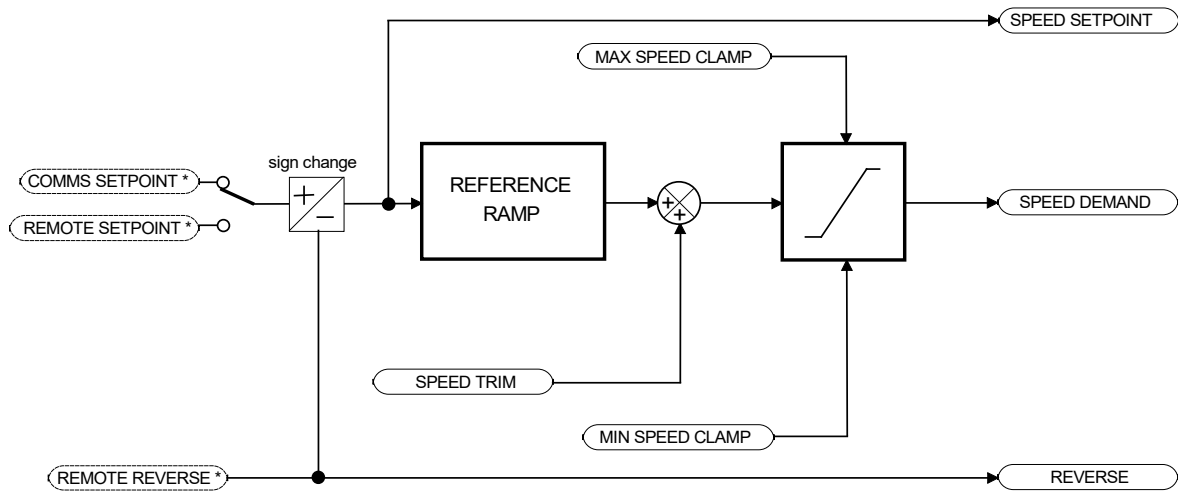 SPEED SETPOINT
MAX SPEED CLAMP
sign change
COMMS SETPOINT *
+
−
REFERENCE
RAMP
+
+
SPEED DEMAND
REMOTE SETPOINT *
SPEED TRIM
MIN SPEED CLAMP
REMOTE REVERSE *
REVERSE